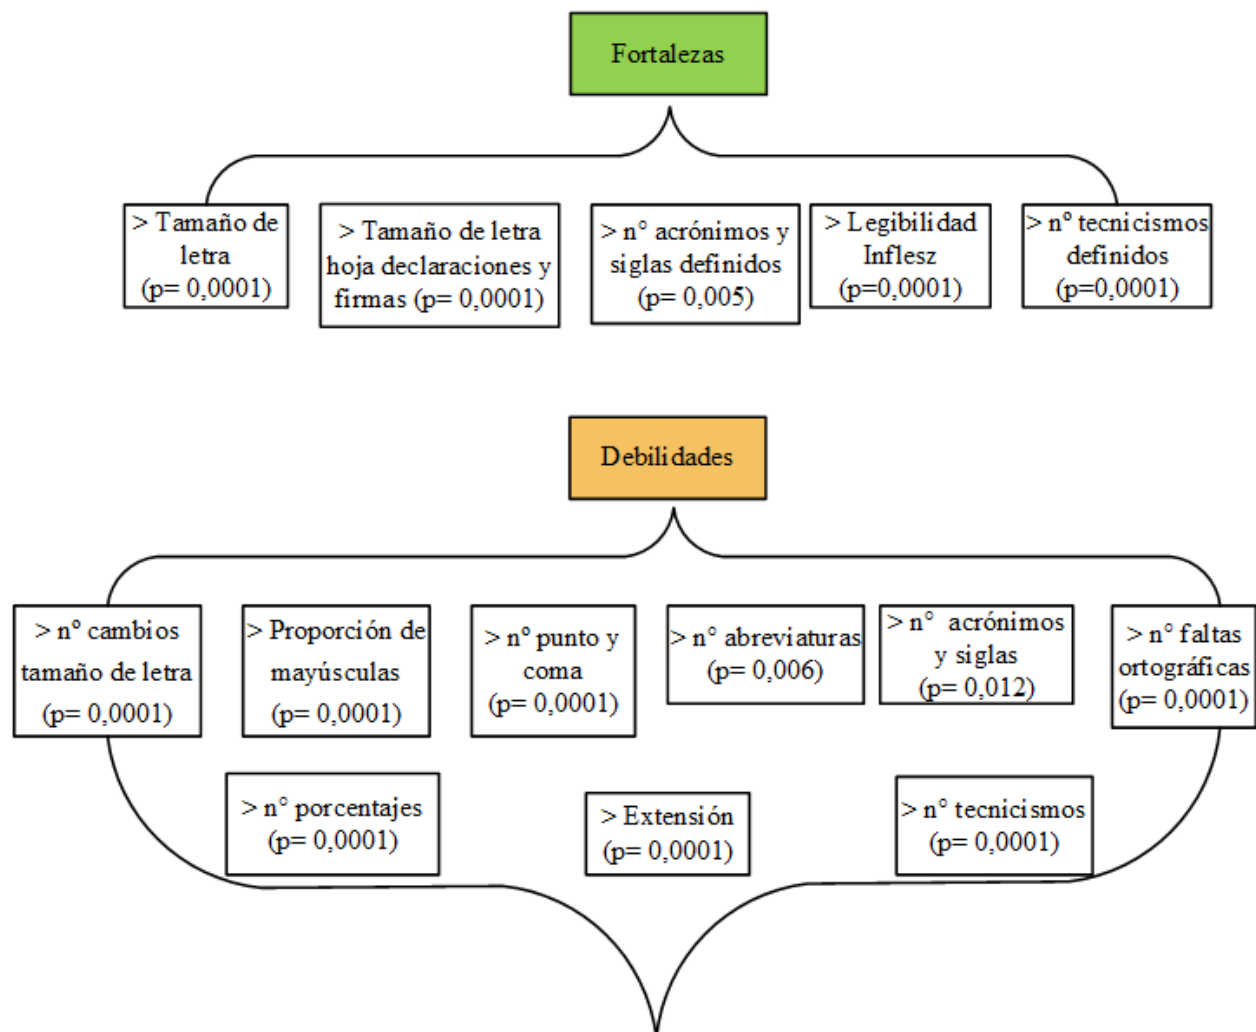 Fortalezas
> Tamaño de
letra
(p= 0,0001)
> Tamaño de letra
hoja declaraciones y
firmas (p= 0,0001)
> n° acrónimos y
siglas definidos
(p= 0,005)
> Legibilidad
Inflesz
(p=0,0001)
> nº tecnicismos
definidos
(p=0,0001)
Debilidades
> nº cambios
tamaño de letra
(p= 0,0001)
> Proporción de
mayúsculas
(p= 0,0001)
> nº punto y
coma
(p= 0,0001)
> n° abreviaturas
(p= 0,006)
> n° acrónimos
y siglas
(p= 0,012)
> n° faltas
ortográficas
(p= 0,0001)
> n° porcentajes
(p= 0,0001)
> Extensión
(p= 0,0001)
> n° tecnicismos
(p= 0,0001)